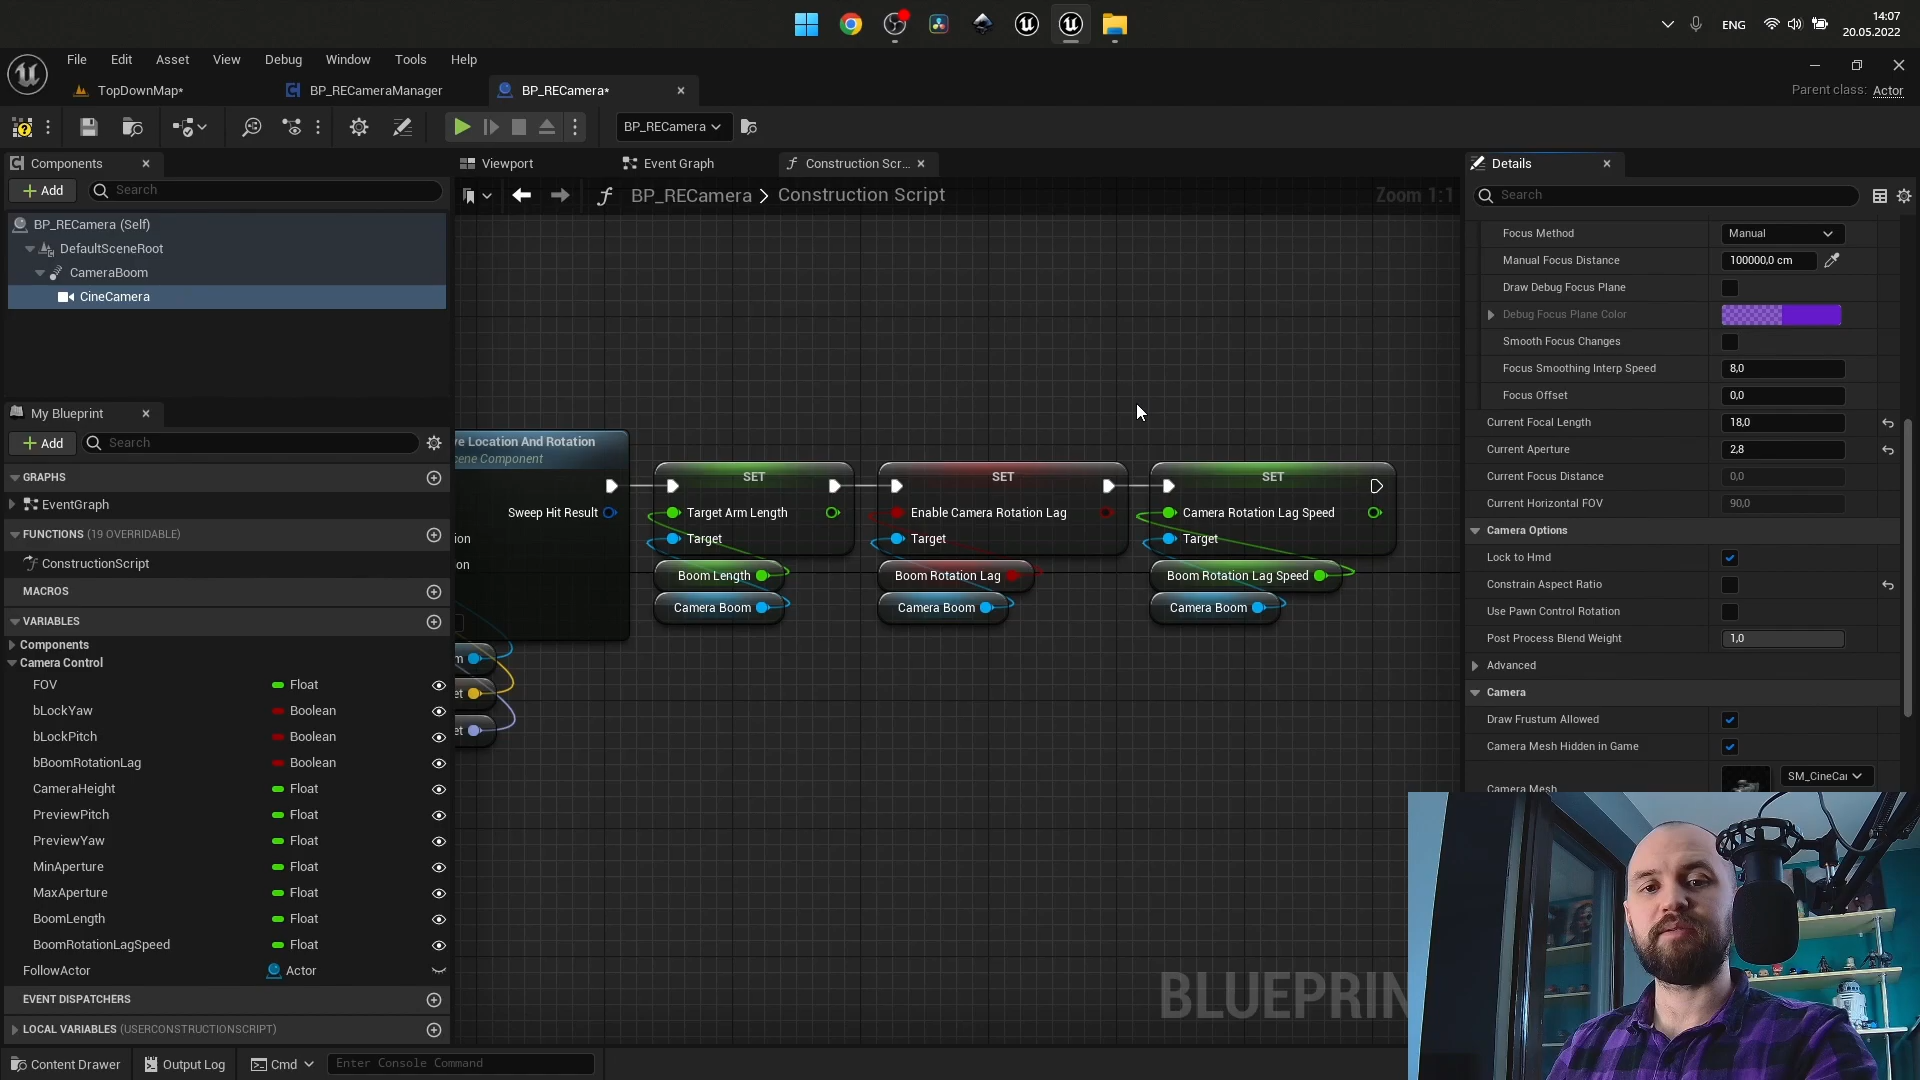 ENG
14:07
20.05.2022
File Edit Asset View Debug Window Tools Help
TopDownMap*
BP_RECameraManager
BP_RECamera*
Parent class: Actor
BP_RECamera
Components
Add
Search
BP_RECamera (Self)
DefaultSceneRoot
CameraBoom
CineCamera
My Blueprint
Add
Search
GRAPHS
EventGraph
FUNCTIONS (19 OVERRIDABLE)
ConstructionScript
MACROS
VARIABLES
Components
Camera Control
FOV Float
bLockYaw Boolean
bLockPitch Boolean
bBoomRotationLag Boolean
CameraHeight Float
PreviewPitch Float
PreviewYaw Float
MinAperture Float
MaxAperture Float
BoomLength Float
BoomRotationLagSpeed Float
FollowActor Actor
EVENT DISPATCHERS
LOCAL VARIABLES (USERCONSTRUCTIONSCRIPT)
Content Drawer
Output Log
Cmd
Enter Console Command
Viewport
Event Graph
Construction Scr...
BP_RECamera > Construction Script
Zoom 1:1
ve Location And Rotation
cene Component
Sweep Hit Result
tion
ion
m
et
et
SET
Target Arm Length
Target
Boom Length
Camera Boom
SET
Enable Camera Rotation Lag
Target
Boom Rotation Lag
Camera Boom
SET
Camera Rotation Lag Speed
Target
Boom Rotation Lag Speed
Camera Boom
BLUEPRIN
Details
Search
Focus Method Manual
Manual Focus Distance 100000,0 cm
Draw Debug Focus Plane
Debug Focus Plane Color
Smooth Focus Changes
Focus Smoothing Interp Speed 8,0
Focus Offset 0,0
Current Focal Length 18,0
Current Aperture 2,8
Current Focus Distance 0,0
Current Horizontal FOV 90,0
Camera Options
Lock to Hmd
Constrain Aspect Ratio
Use Pawn Control Rotation
Post Process Blend Weight 1,0
Advanced
Camera
Draw Frustum Allowed
Camera Mesh Hidden in Game
Camera Mesh SM_CineCar